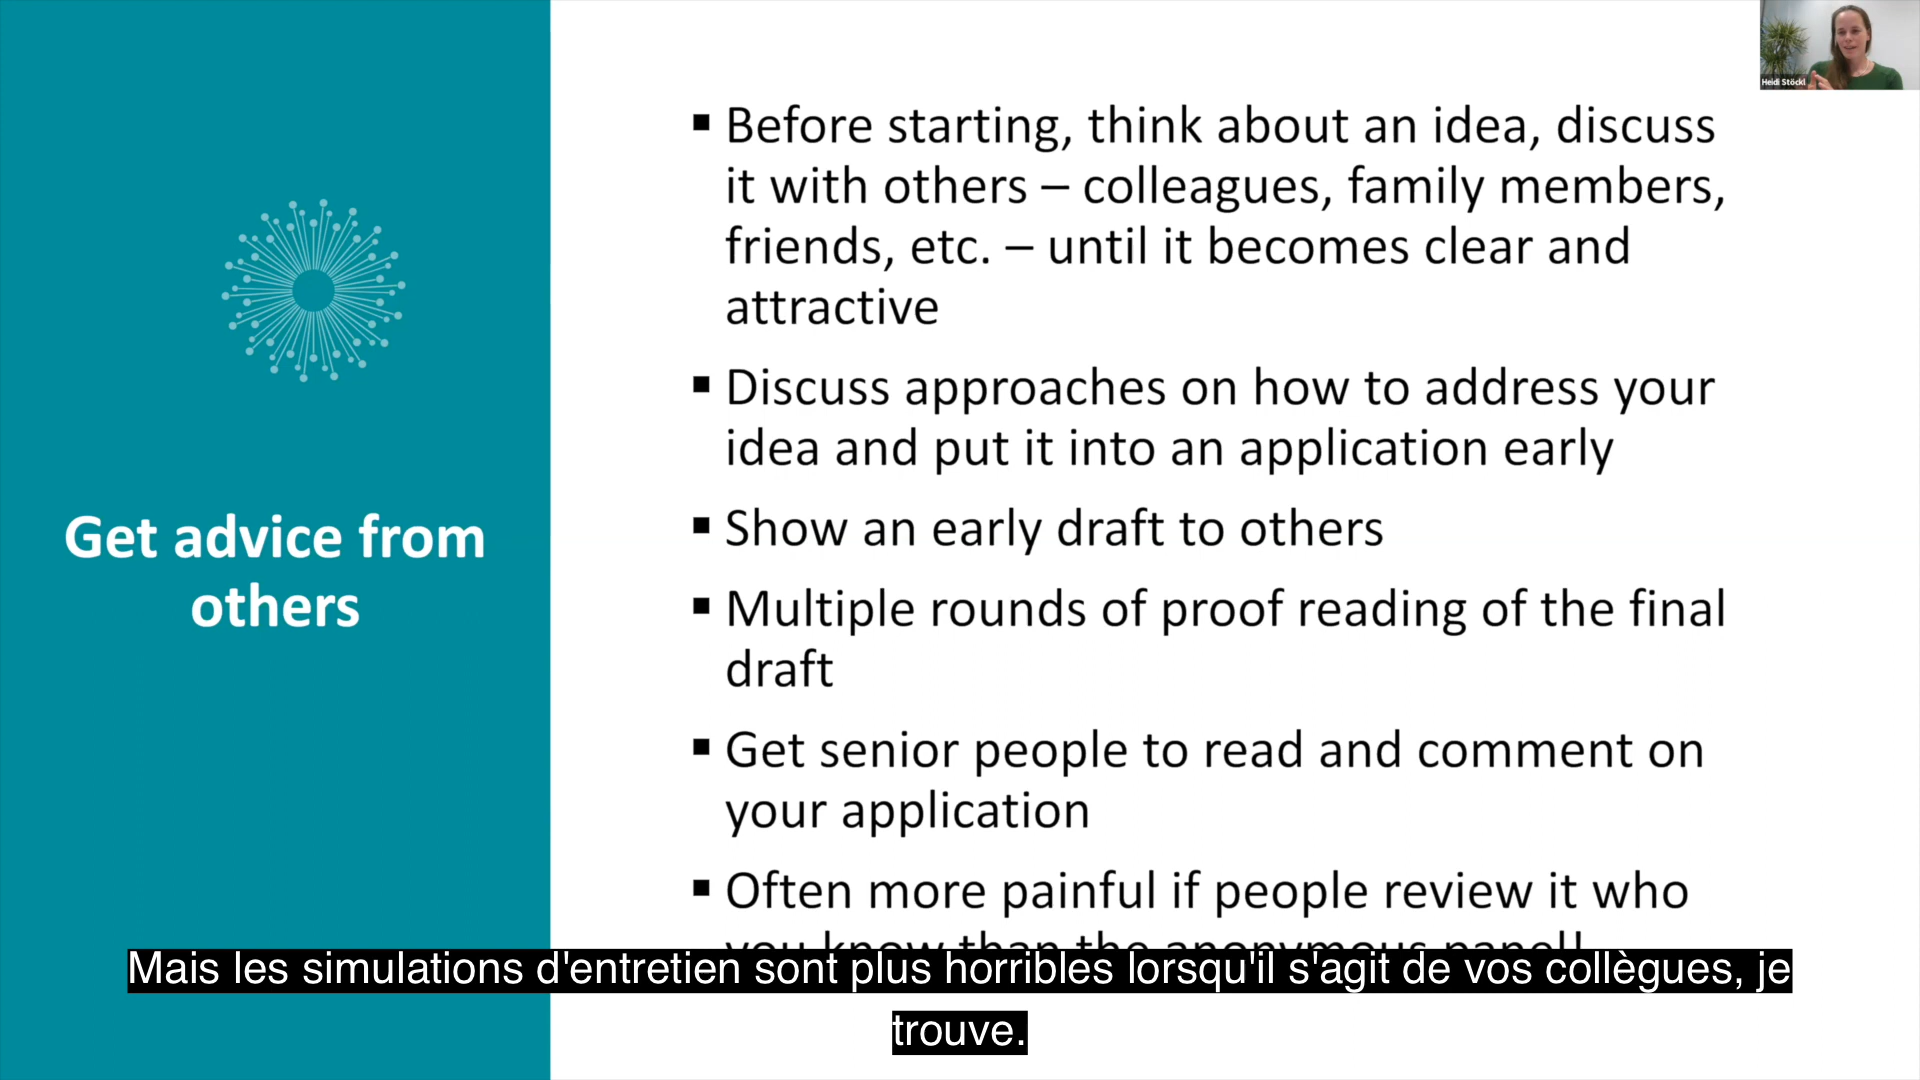 Heidi Stöckl
Get advice from
others
▪ Before starting, think about an idea, discuss
it with others – colleagues, family members,
friends, etc. – until it becomes clear and
attractive
▪ Discuss approaches on how to address your
idea and put it into an application early
▪ Show an early draft to others
▪ Multiple rounds of proof reading of the final
draft
▪ Get senior people to read and comment on
your application
▪ Often more painful if people review it who
you know than the anonymous panel!
Mais les simulations d'entretien sont plus horribles lorsqu'il s'agit de vos collègues, je
trouve.